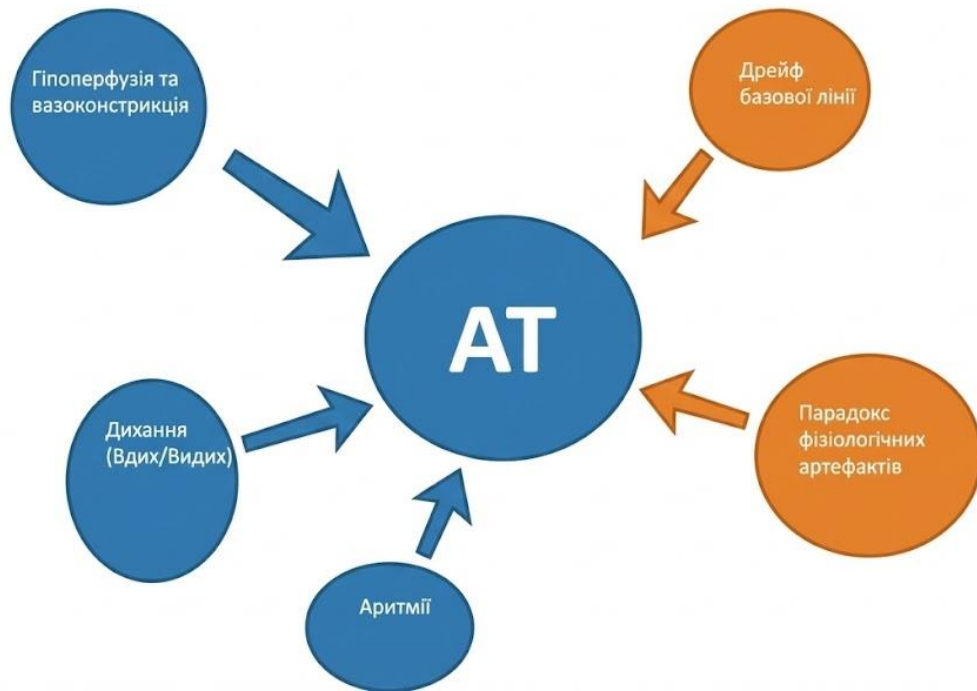 Гіпоперфузія та
вазоконстрикція
Дрейф
базової лінії
АТ
Дихання
(Вдих/Видих)
Парадокс
фізіологічних
артефактів
Аритмії